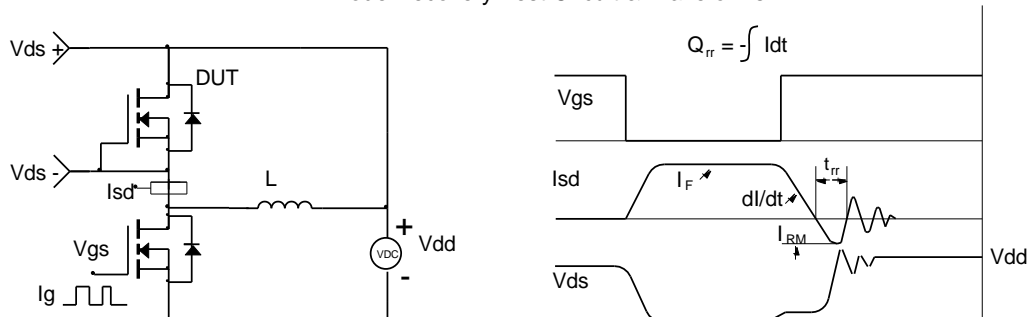 Vds +
DUT
Vds -
Isd
L
Vgs
Ig
VDC
+
-
Vdd
Qrr = -∫ Idt
Vgs
Isd
IF
dI/dt
trr
IRM
Vdd
Vds